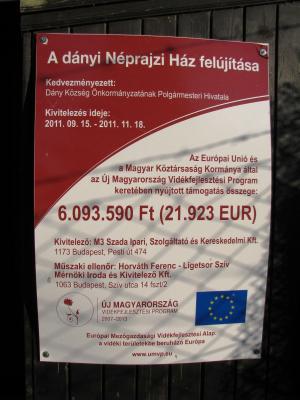 A dányi Néprajzi Ház felújítása
Kedvezményezett:
Dány Község Önkormányzatának Polgármesteri Hivatala
Kivitelezés ideje:
2011. 09. 15. - 2011. 11. 18.
Az Európai Unió és
a Magyar Köztársaság Kormánya által
az Új Magyarország Vidékfejlesztési Program
keretében nyújtott támogatás összege:
6.093.590 Ft (21.923 EUR)
Kivitelező: M3 Szada Ipari, Szolgáltató és Kereskedelmi Kft.
1173 Budapest, Pesti út 474
Műszaki ellenőr: Horváth Ferenc - Ligetsor Szív
Mérnöki Iroda és Kivitelező Kft.
1063 Budapest, Szív utca 14 fszt/2
ÚJ MAGYARORSZÁG
VIDÉKFEJLESZTÉSI PROGRAM
2007-2013
Európai Mezőgazdasági Vidékfejlesztési Alap:
a vidéki területekbe beruházó Európa
www.umvp.eu